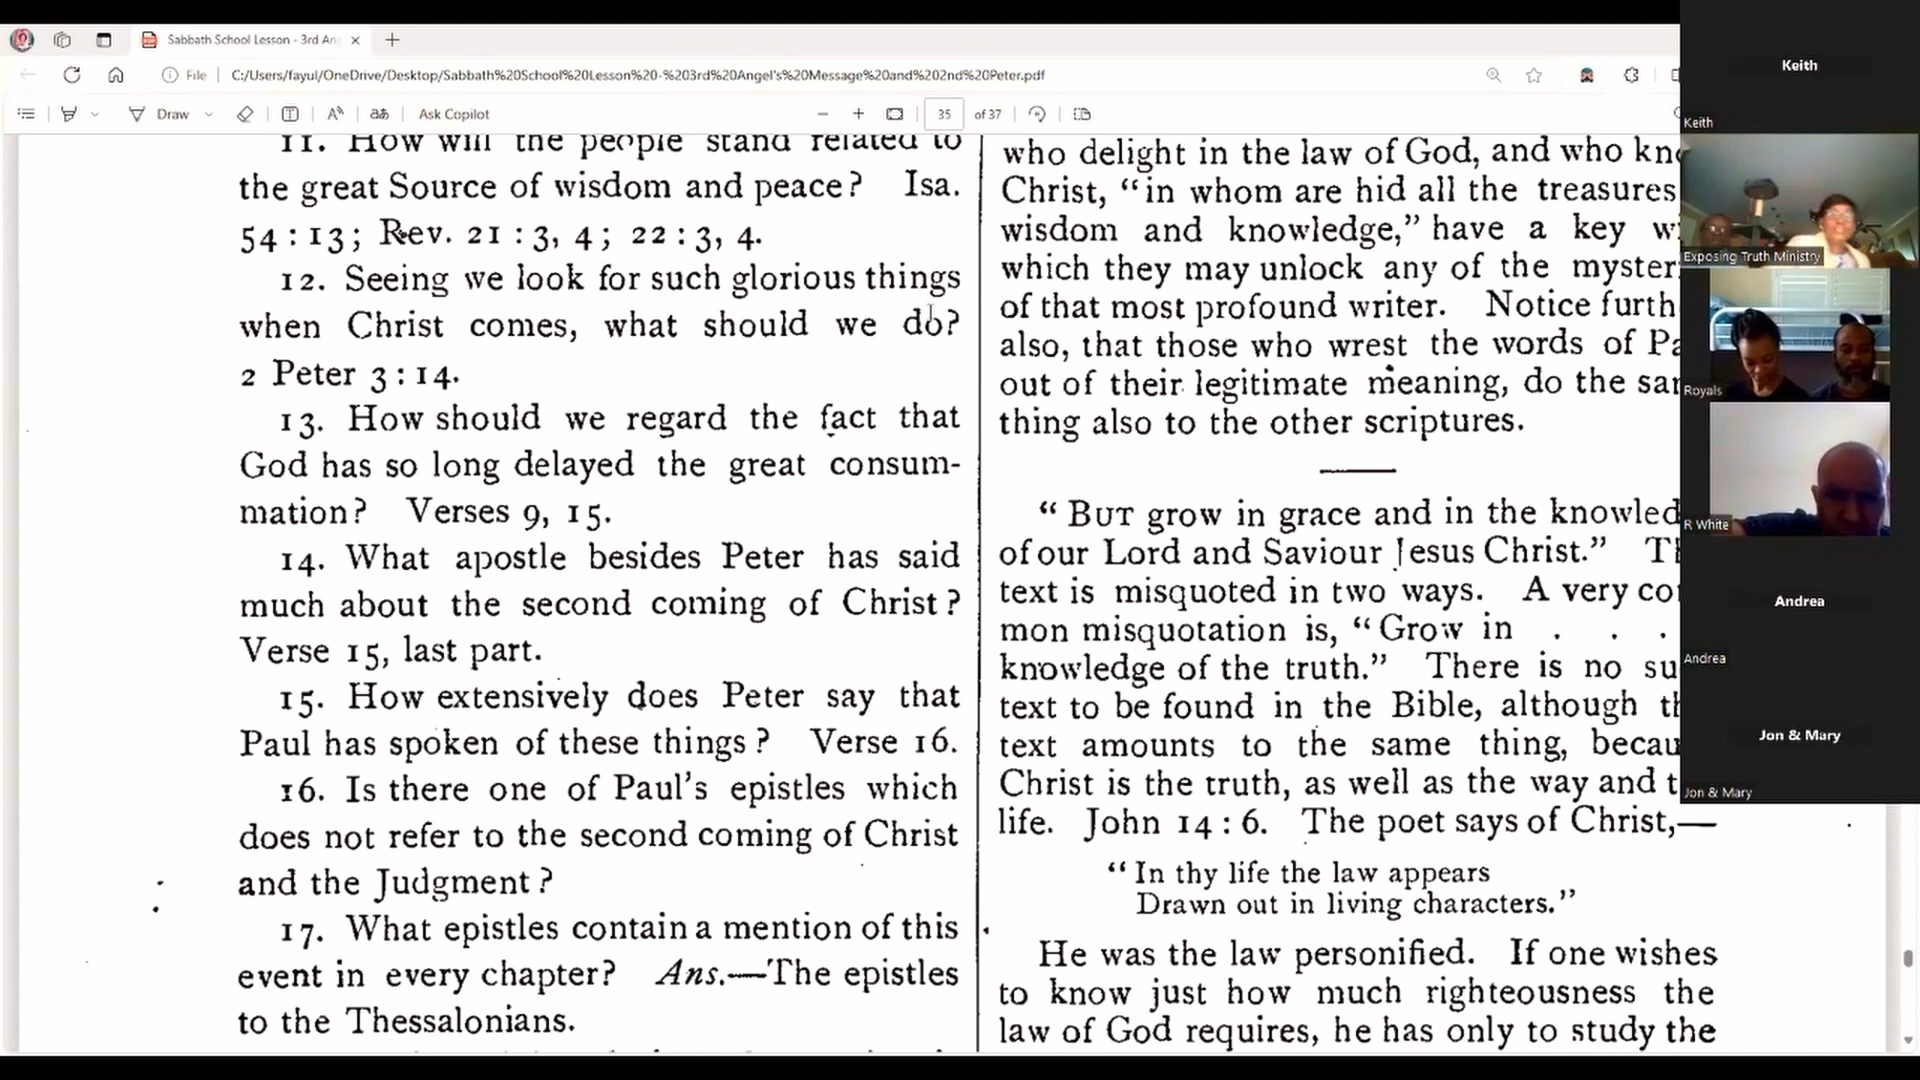 Sabbath School Lesson - 3rd An
File
C:/Users/fayul/OneDrive/Desktop/Sabbath%20School%20Lesson%20-%203rd%20Angel's%20Message%20and%202nd%20Peter.pdf
Draw
Ask Copilot
35 of 37
11. How will the people stand related to
the great Source of wisdom and peace? Isa.
54 : 13; Rev. 21 : 3, 4; 22 : 3, 4.
12. Seeing we look for such glorious things
when Christ comes, what should we do?
2 Peter 3 : 14.
13. How should we regard the fact that
God has so long delayed the great consum-
mation? Verses 9, 15.
14. What apostle besides Peter has said
much about the second coming of Christ?
Verse 15, last part.
15. How extensively does Peter say that
Paul has spoken of these things? Verse 16.
16. Is there one of Paul's epistles which
does not refer to the second coming of Christ
and the Judgment?
17. What epistles contain a mention of this
event in every chapter? Ans.—The epistles
to the Thessalonians.
who delight in the law of God, and who kn
Christ, "in whom are hid all the treasures
wisdom and knowledge," have a key w
which they may unlock any of the myster
of that most profound writer. Notice furth
also, that those who wrest the words of Pa
out of their legitimate meaning, do the sa
thing also to the other scriptures.
"BUT grow in grace and in the knowled
of our Lord and Saviour Jesus Christ." T
text is misquoted in two ways. A very co
mon misquotation is, "Grow in . . .
knowledge of the truth." There is no su
text to be found in the Bible, although t
text amounts to the same thing, becau
Christ is the truth, as well as the way and t
life. John 14 : 6. The poet says of Christ,—
"In thy life the law appears
Drawn out in living characters."
He was the law personified. If one wishes
to know just how much righteousness the
law of God requires, he has only to study the
Keith
Keith
Exposing Truth Ministry
Royals
R White
Andrea
Andrea
Jon & Mary
Jon & Mary